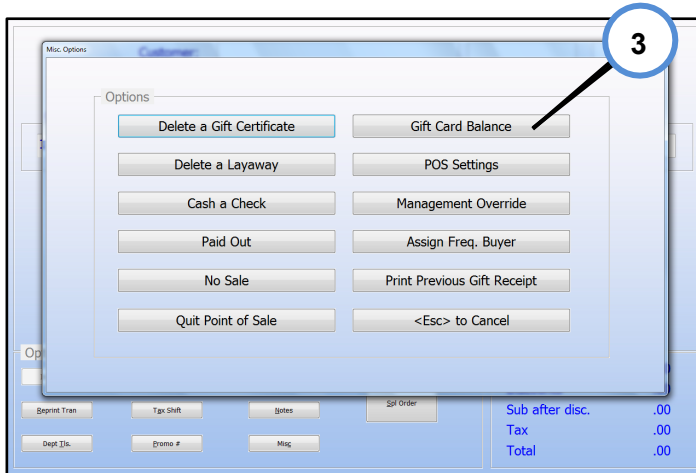 3
Misc. Options
Customer:
Options
Delete a Gift Certificate
Gift Card Balance
Delete a Layaway
POS Settings
Cash a Check
Management Override
Paid Out
Assign Freq. Buyer
No Sale
Print Previous Gift Receipt
Quit Point of Sale
<Esc> to Cancel
Op
Reprint Tran
Tax Shift
Notes
Spl Order
Sub after disc. .00
Dept Tls.
Promo #
Misc
Tax .00
Total .00